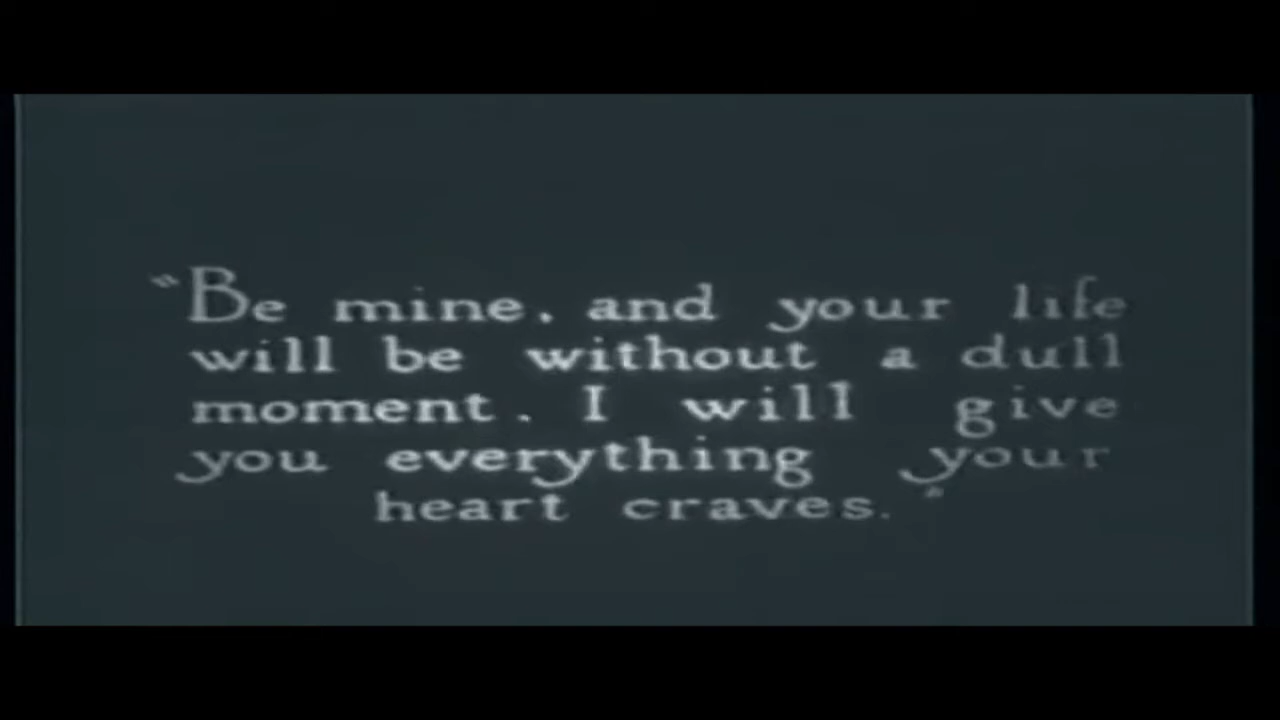 "Be mine, and your life
will be without a dull
moment. I will give
you everything your
heart craves."